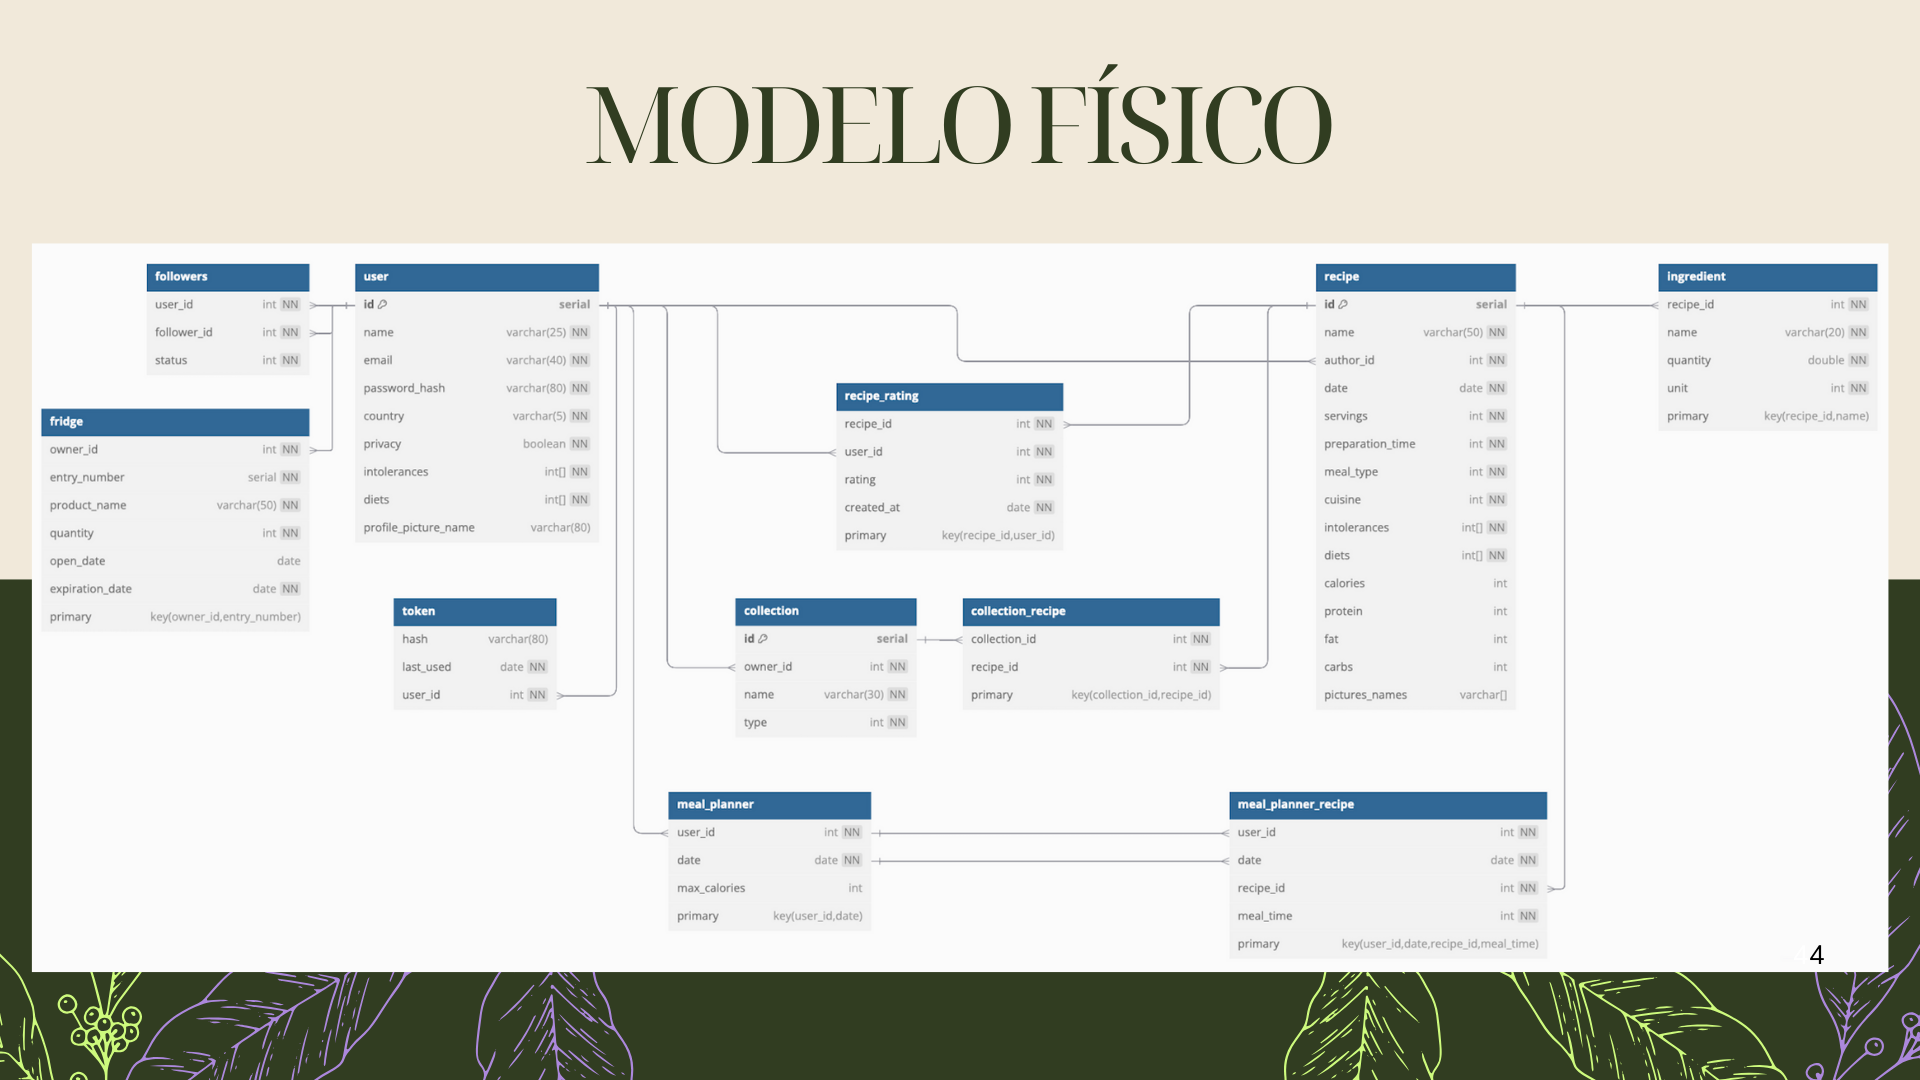 MODELO FÍSICO
followers
user_id int NN
follower_id int NN
status int NN
fridge
owner_id int NN
entry_number serial NN
product_name varchar(50) NN
quantity int NN
open_date date
expiration_date date NN
primary key(owner_id,entry_number)
user
id serial
name varchar(25) NN
email varchar(40) NN
password_hash varchar(80) NN
country varchar(5) NN
privacy boolean NN
intolerances int[] NN
diets int[] NN
profile_picture_name varchar(80)
token
hash varchar(80)
last_used date NN
user_id int NN
recipe_rating
recipe_id int NN
user_id int NN
rating int NN
created_at date NN
primary key(recipe_id,user_id)
collection
id serial
owner_id int NN
name varchar(30) NN
type int NN
collection_recipe
collection_id int NN
recipe_id int NN
primary key(collection_id,recipe_id)
recipe
id serial
name varchar(50) NN
author_id int NN
date date NN
servings int NN
preparation_time int NN
meal_type int NN
cuisine int NN
intolerances int[] NN
diets int[] NN
calories int
protein int
fat int
carbs int
pictures_names varchar[]
ingredient
recipe_id int NN
name varchar(20) NN
quantity double NN
unit int NN
primary key(recipe_id,name)
meal_planner
user_id int NN
date date NN
max_calories int
primary key(user_id,date)
meal_planner_recipe
user_id int NN
date date NN
recipe_id int NN
meal_time int NN
primary key(user_id,date,recipe_id,meal_time)
4